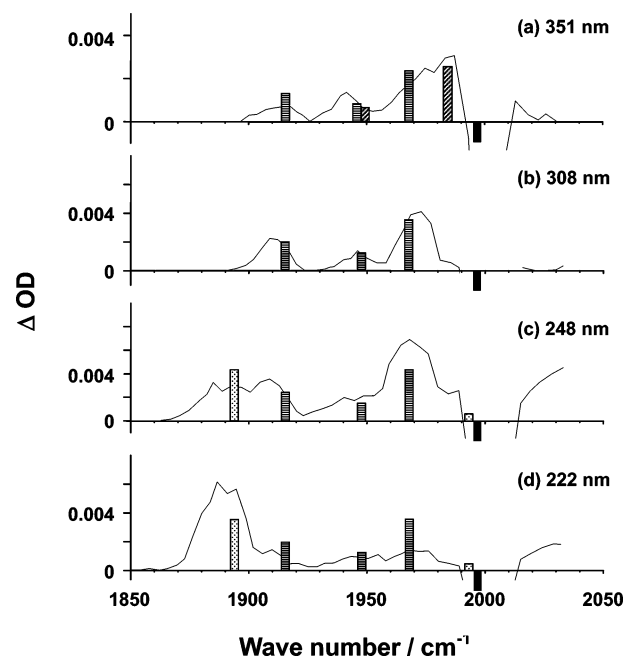 (a) 351 nm
0.004
0
(b) 308 nm
0.004
0
Δ OD
(c) 248 nm
0.004
0
(d) 222 nm
0.004
0
1850 1900 1950 2000 2050
Wave number / cm⁻¹